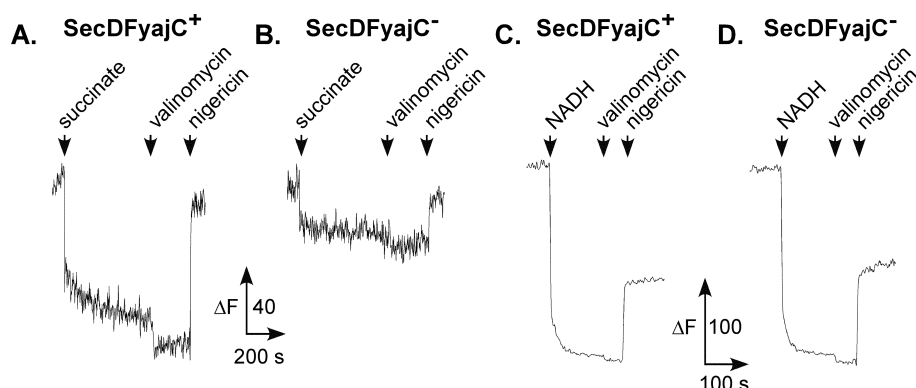 A. SecDFyajC+
succinate
valinomycin
nigericin
B. SecDFyajC-
succinate
valinomycin
nigericin
C. SecDFyajC+
NADH
valinomycin
nigericin
D. SecDFyajC-
NADH
valinomycin
nigericin
ΔF 40
200 s
ΔF 100
100 s